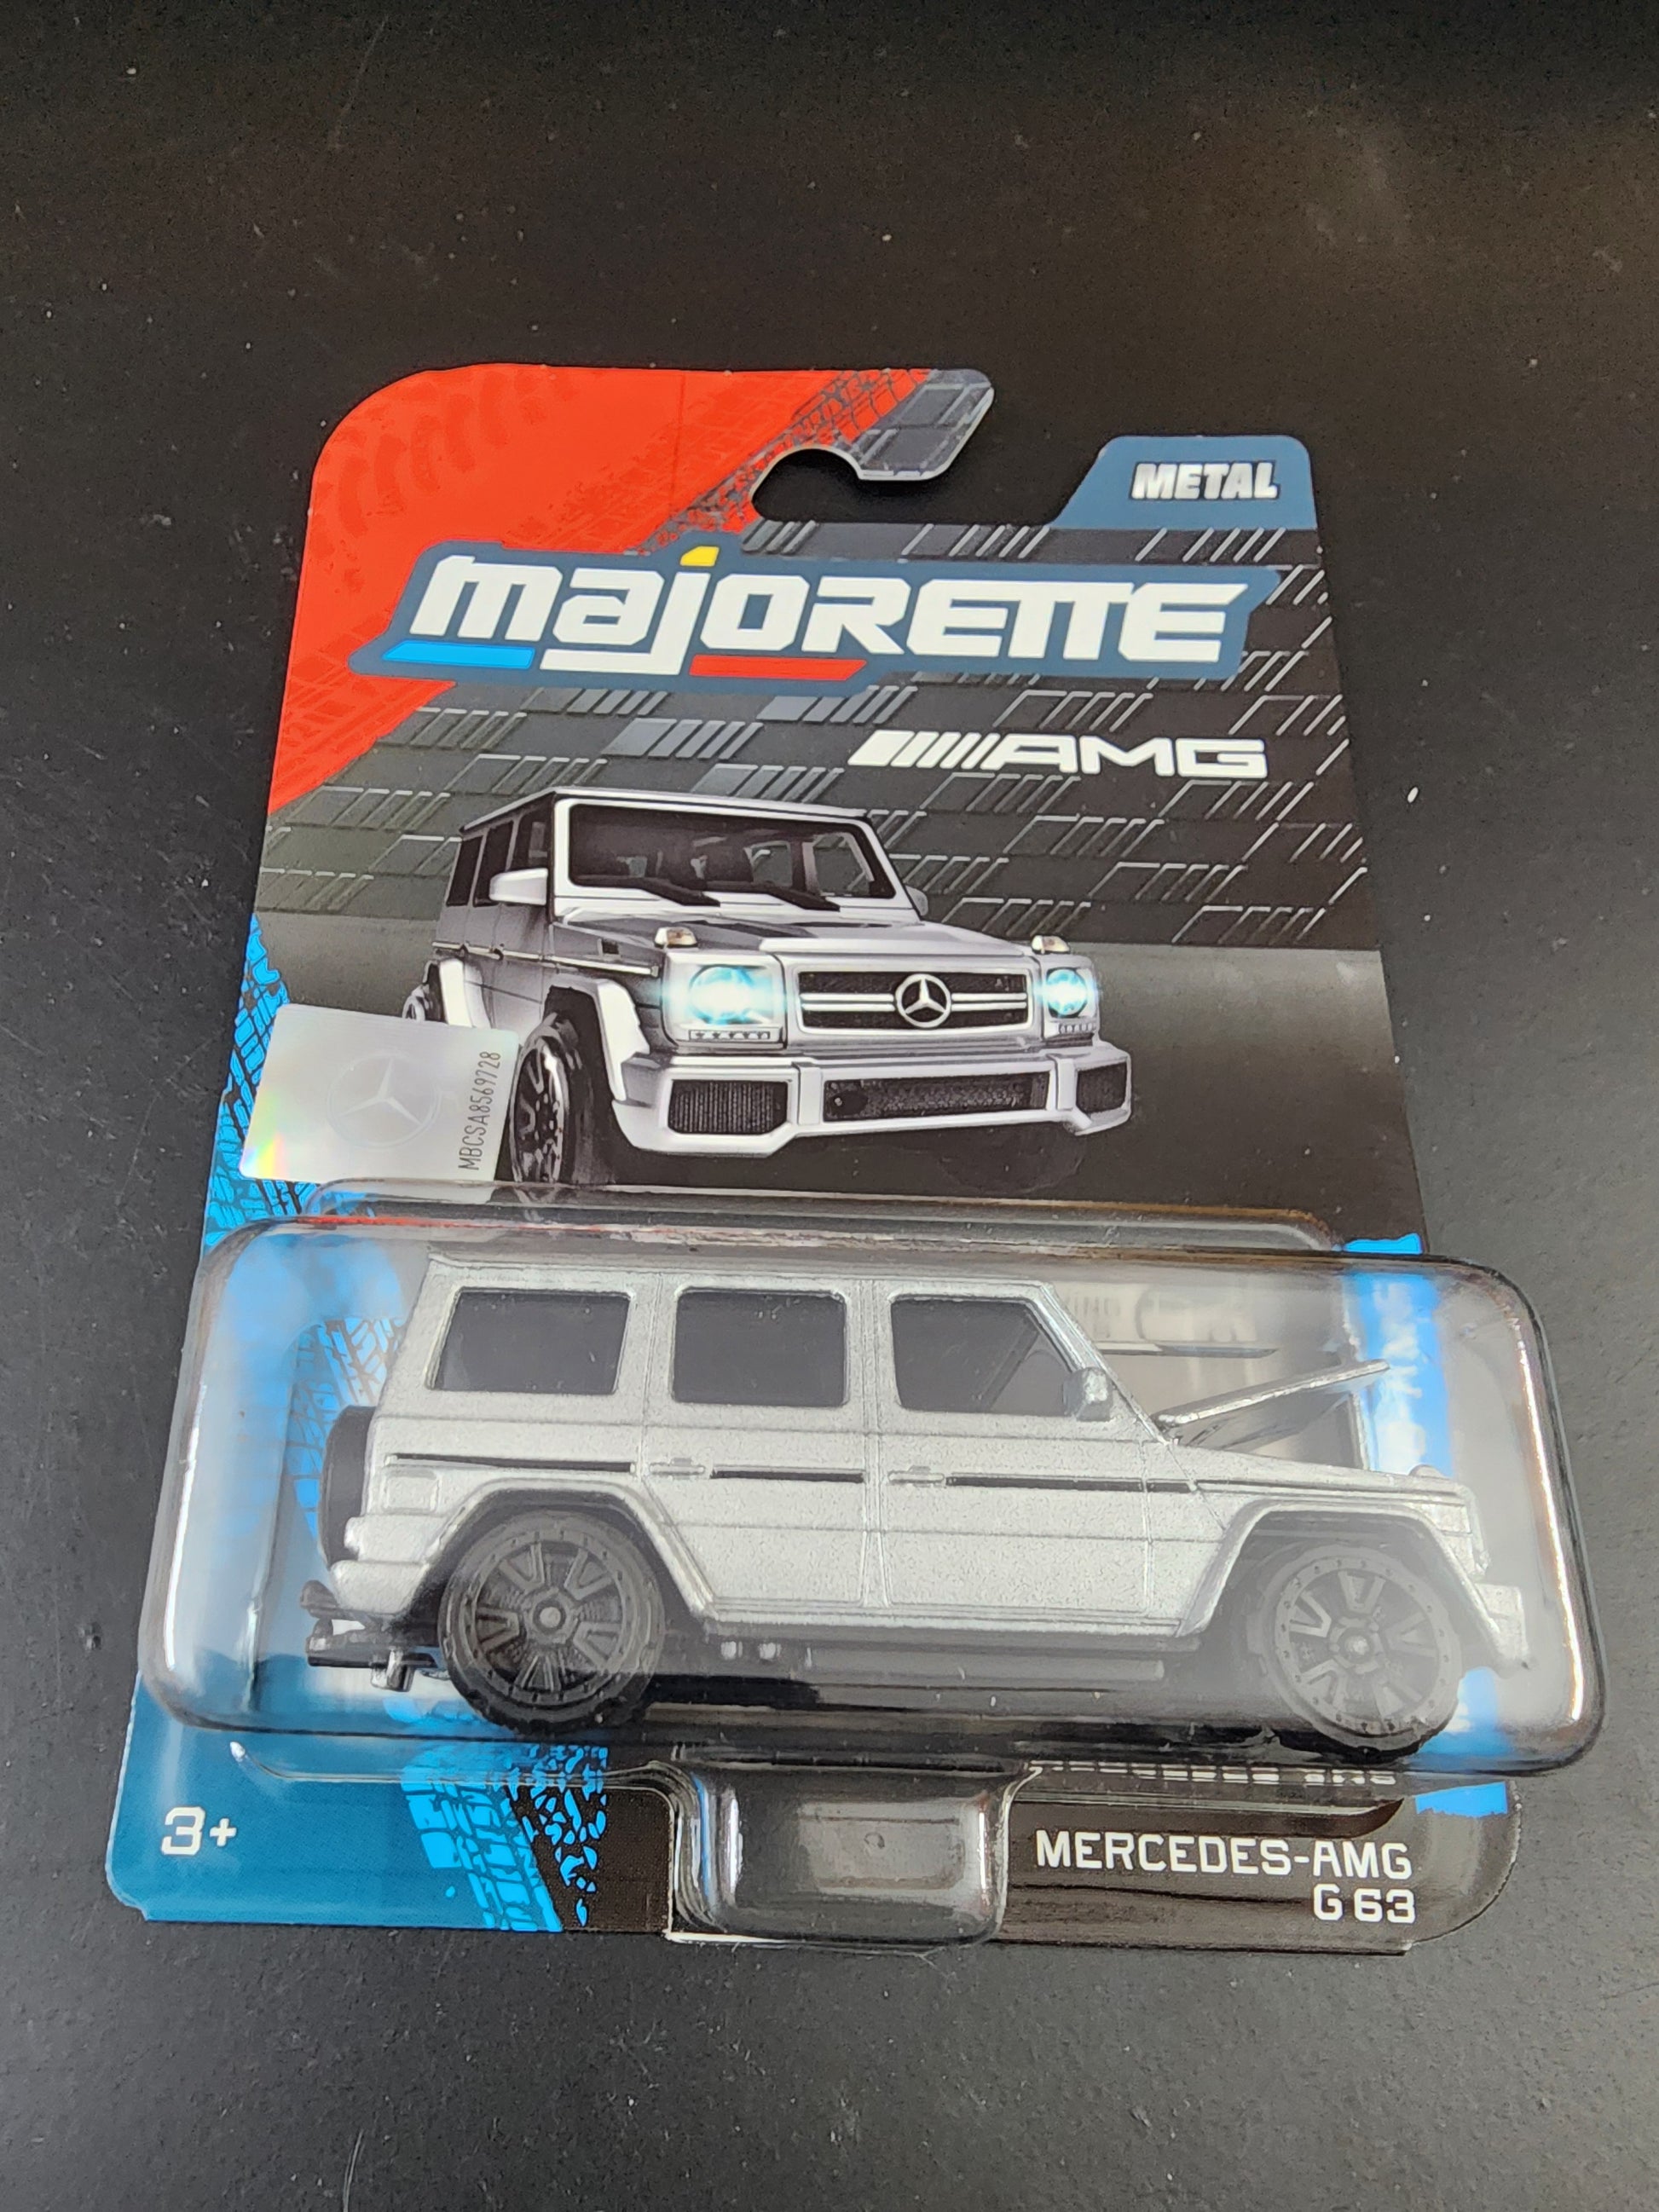 METAL
majorette
AMG
MBCSA8569728
3+
MERCEDES-AMG
G 63